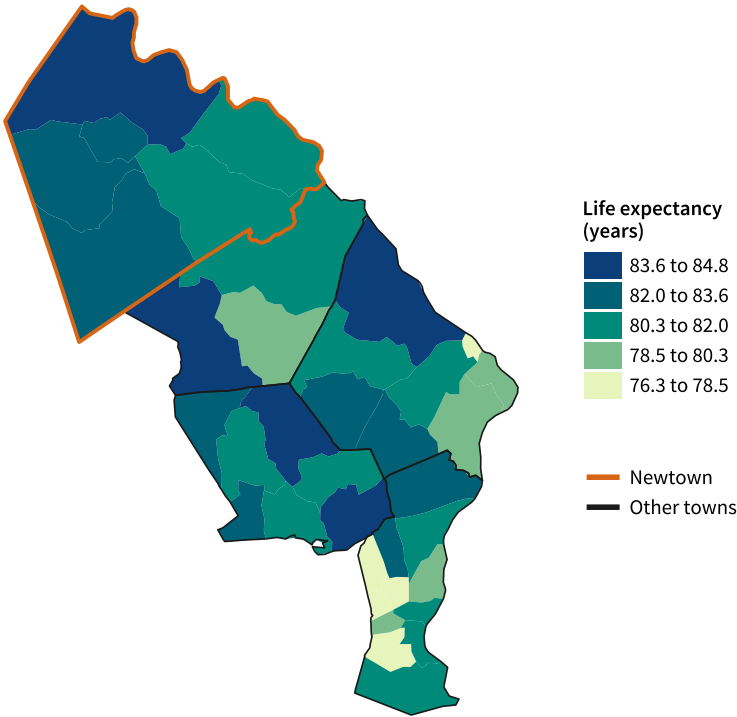 Life expectancy
(years)
83.6 to 84.8
82.0 to 83.6
80.3 to 82.0
78.5 to 80.3
76.3 to 78.5
Newtown
Other towns